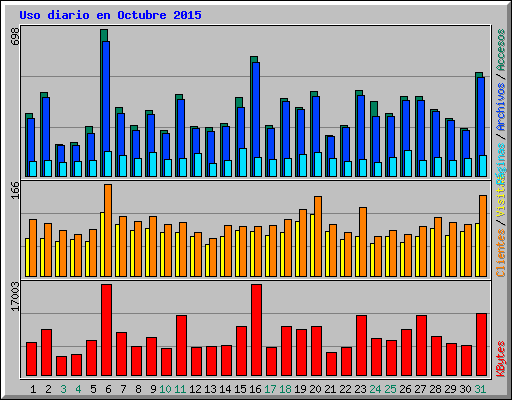 Uso diario en Octubre 2015
698
166
17003
Clientes / Visitas
Páginas / Archivos / Accesos
KBytes
1 2 3 4 5 6 7 8 9 10 11 12 13 14 15 16 17 18 19 20 21 22 23 24 25 26 27 28 29 30 31